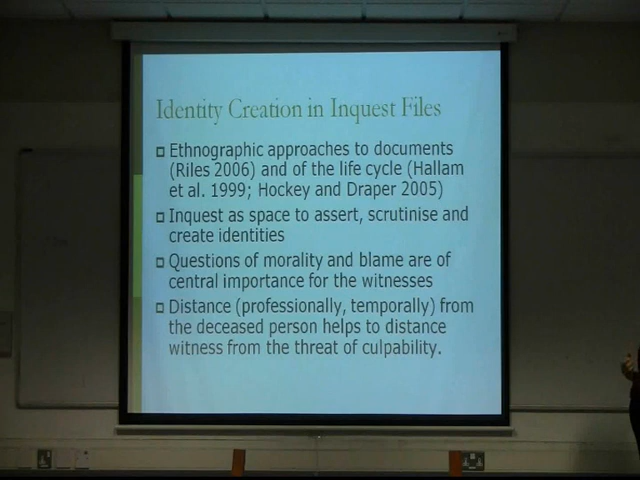 Identity Creation in Inquest Files
Ethnographic approaches to documents
(Riles 2006) and of the life cycle (Hallam
et al. 1999; Hockey and Draper 2005)
Inquest as space to assert, scrutinise and
create identities
Questions of morality and blame are of
central importance for the witnesses
Distance (professionally, temporally) from
the deceased person helps to distance
witness from the threat of culpability.